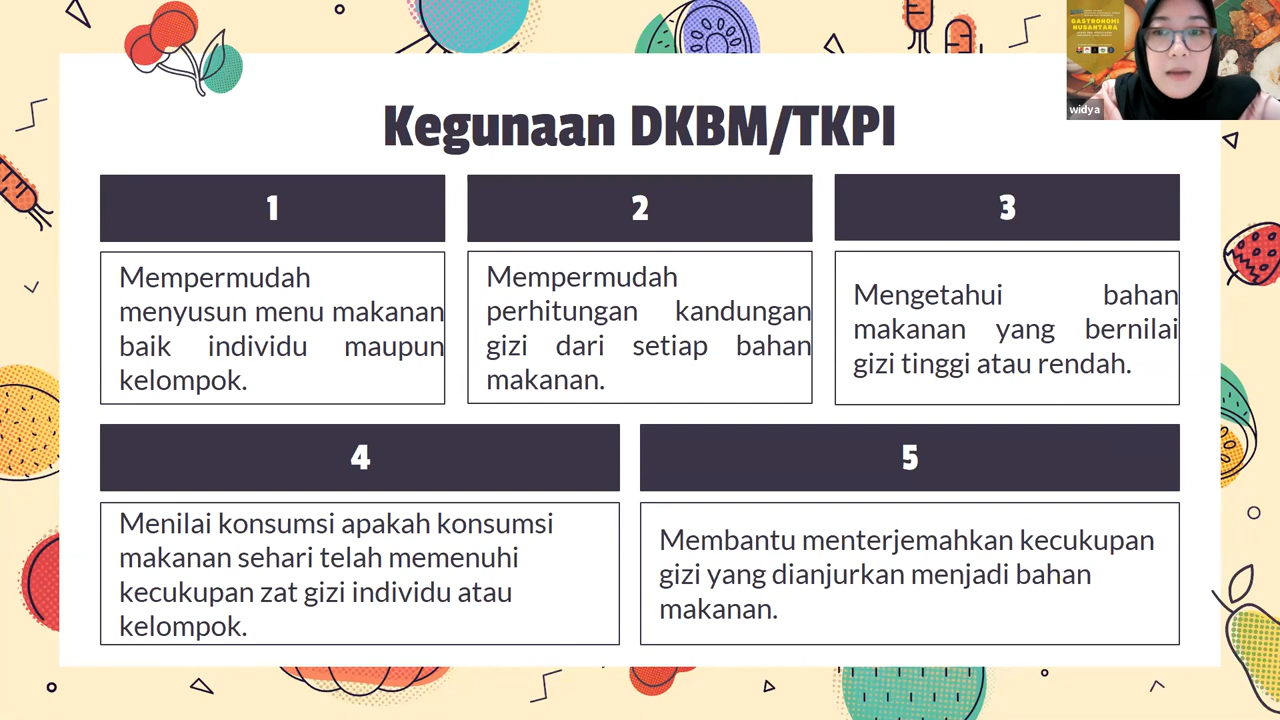 GASTRONOMI
NUSANTARA
widya
Kegunaan DKBM/TKPI
1
Mempermudah
menyusun menu makanan
baik individu maupun
kelompok.
2
Mempermudah
perhitungan kandungan
gizi dari setiap bahan
makanan.
3
Mengetahui bahan
makanan yang bernilai
gizi tinggi atau rendah.
4
Menilai konsumsi apakah konsumsi
makanan sehari telah memenuhi
kecukupan zat gizi individu atau
kelompok.
5
Membantu menterjemahkan kecukupan
gizi yang dianjurkan menjadi bahan
makanan.